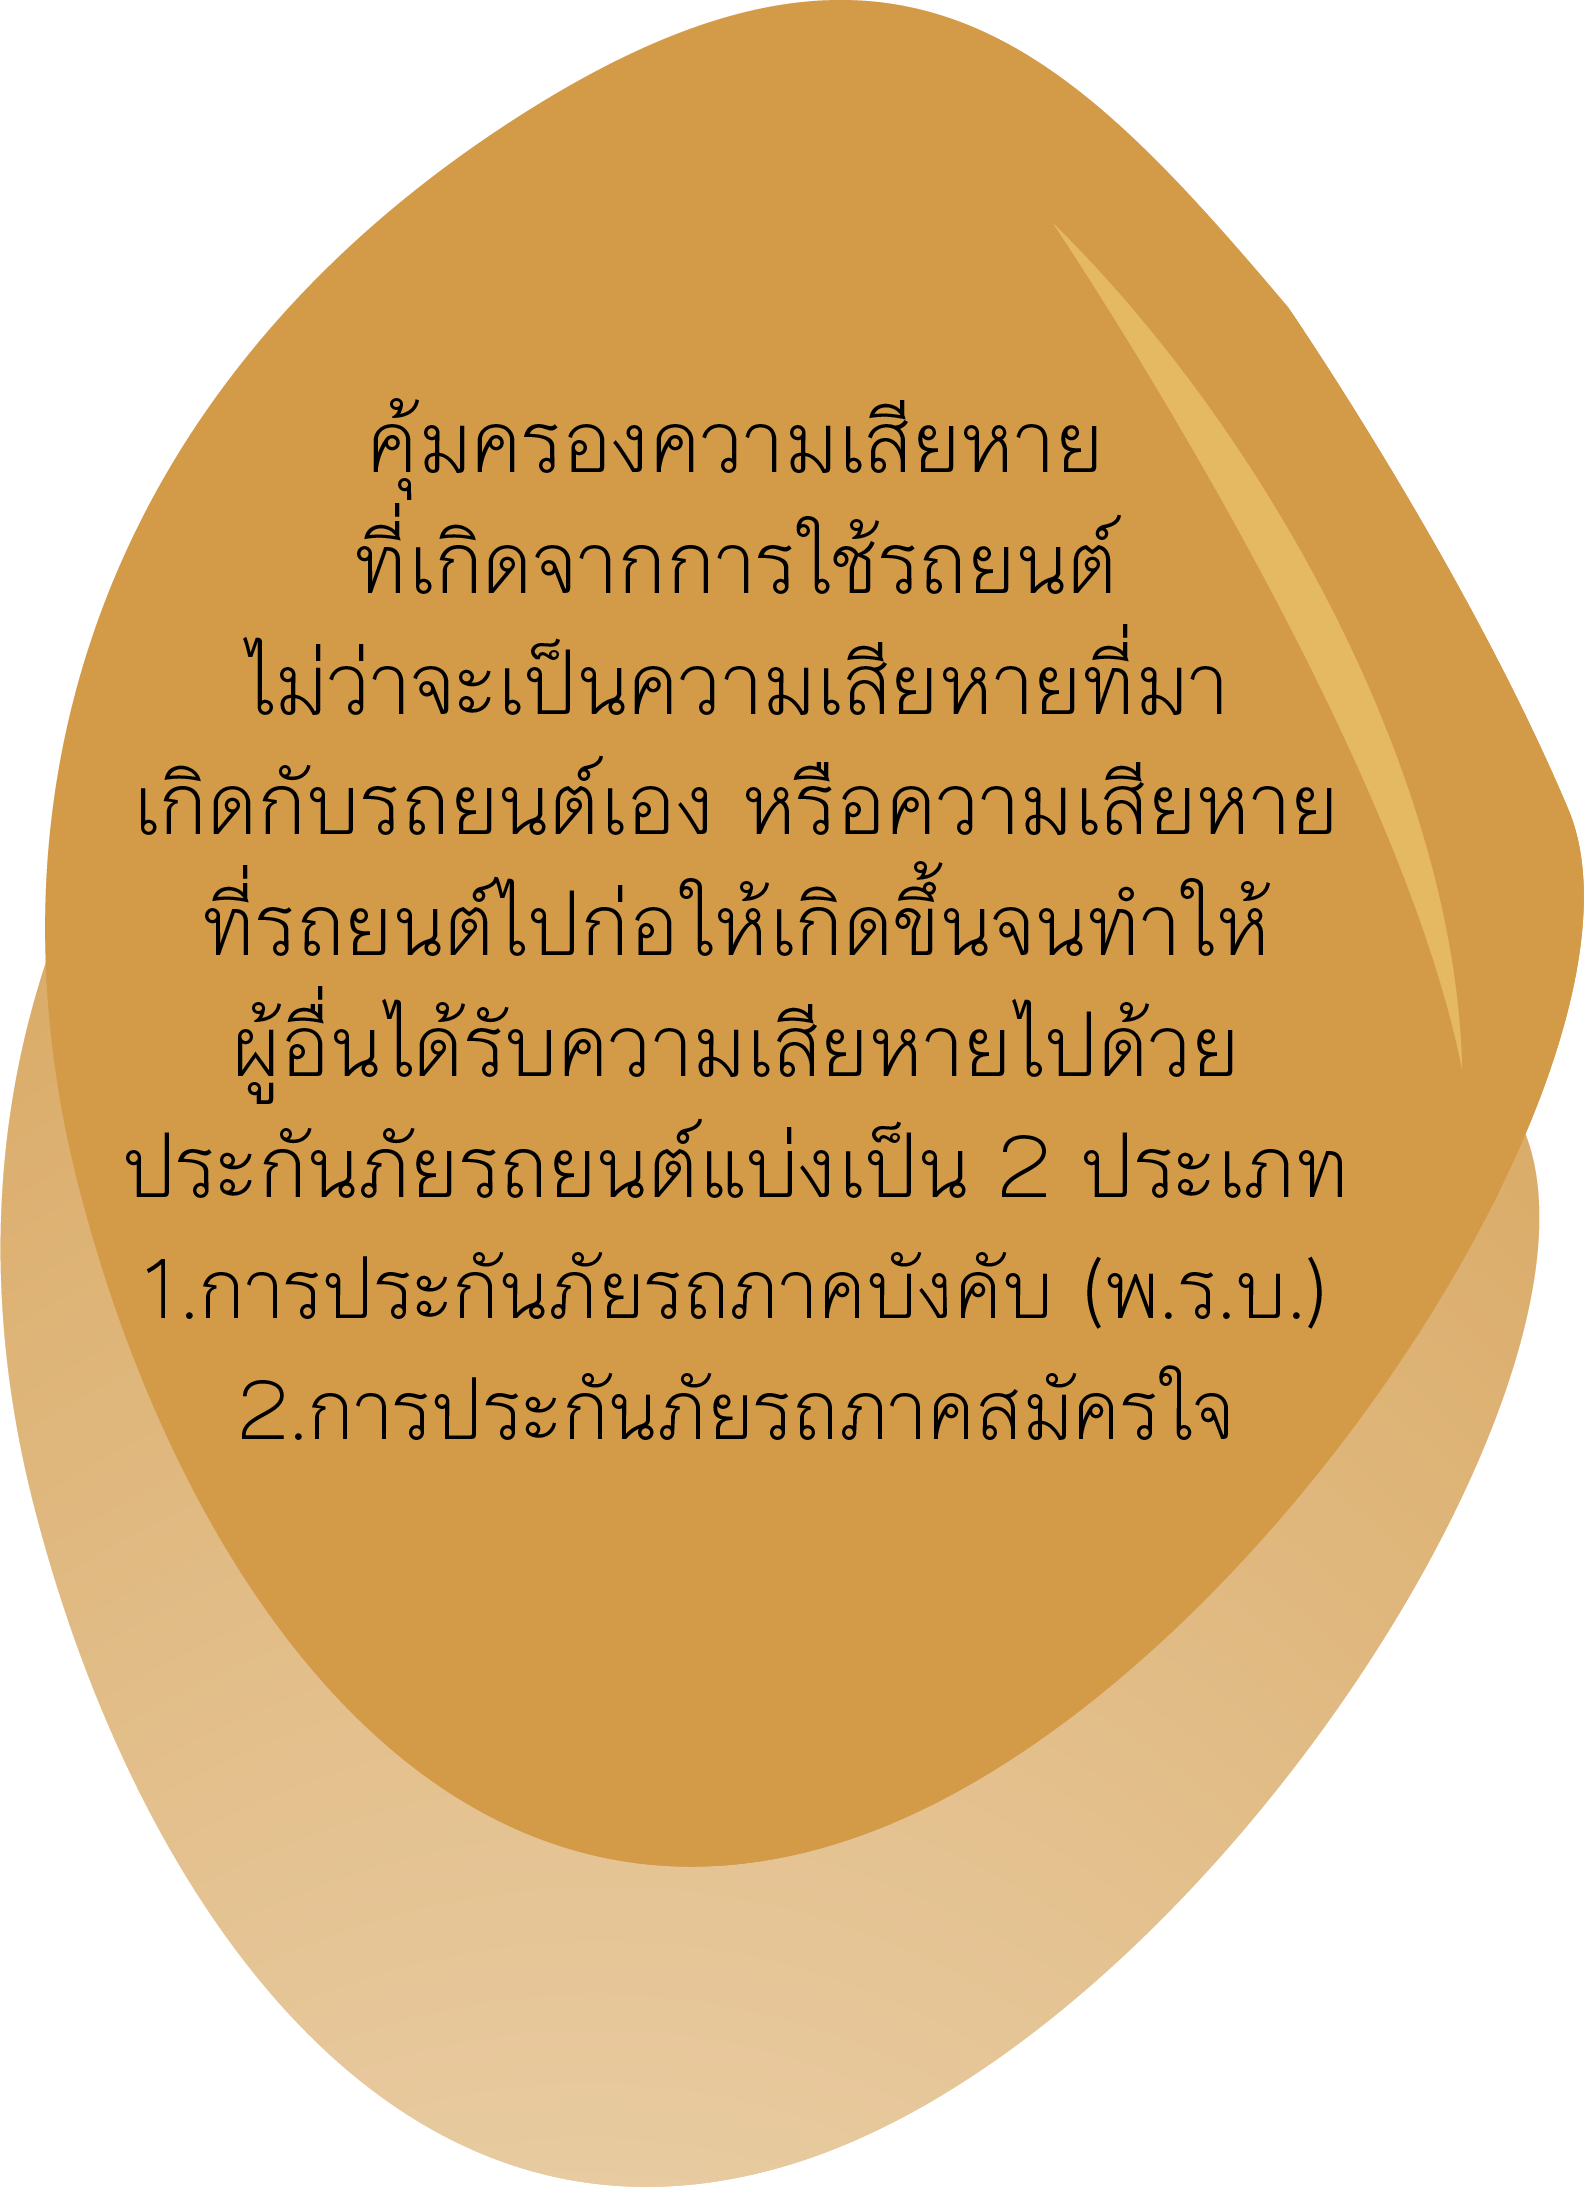 คุ้มครองความเสียหาย
ที่เกิดจากการใช้รถยนต์
ไม่ว่าจะเป็นความเสียหายที่มา
เกิดกับรถยนต์เอง หรือความเสียหาย
ที่รถยนต์ไปก่อให้เกิดขึ้นจนทำให้
ผู้อื่นได้รับความเสียหายไปด้วย
ประกันภัยรถยนต์แบ่งเป็น 2 ประเภท
1.การประกันภัยรถภาคบังคับ (พ.ร.บ.)
2.การประกันภัยรถภาคสมัครใจ